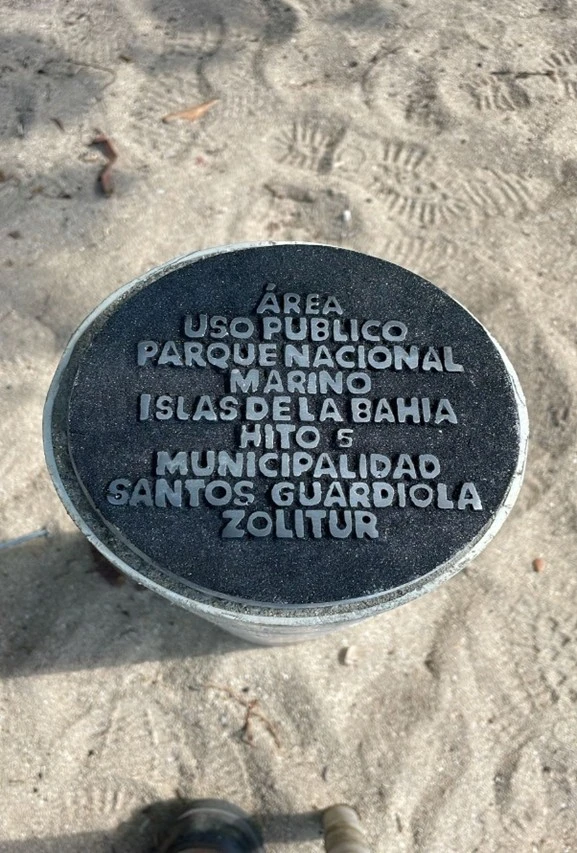 ÁREA
USO PUBLICO
PARQUE NACIONAL
MARINO
ISLAS DE LA BAHIA
HITO 5
MUNICIPALIDAD
SANTOS GUARDIOLA
ZOLITUR